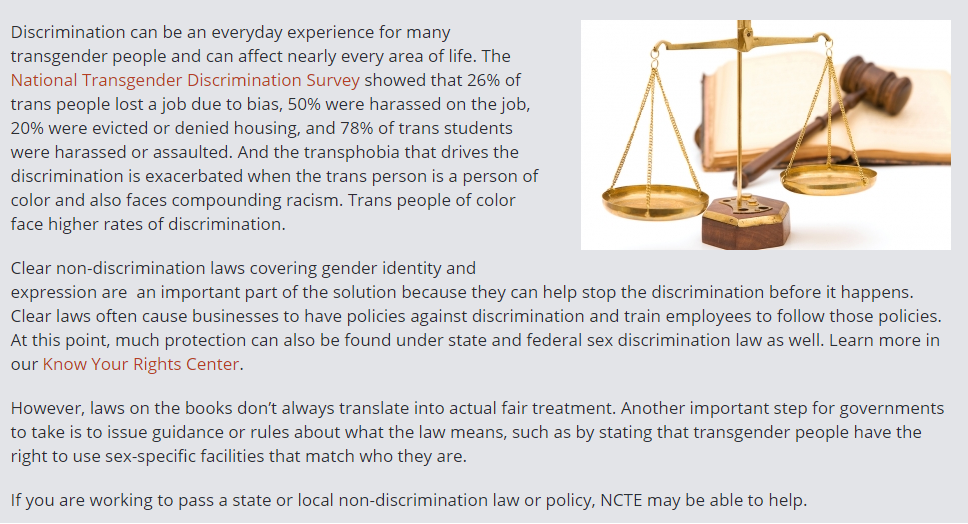 Discrimination can be an everyday experience for many
transgender people and can affect nearly every area of life. The
National Transgender Discrimination Survey showed that 26% of
trans people lost a job due to bias, 50% were harassed on the job,
20% were evicted or denied housing, and 78% of trans students
were harassed or assaulted. And the transphobia that drives the
discrimination is exacerbated when the trans person is a person of
color and also faces compounding racism. Trans people of color
face higher rates of discrimination.
Clear non-discrimination laws covering gender identity and
expression are  an important part of the solution because they can help stop the discrimination before it happens.
Clear laws often cause businesses to have policies against discrimination and train employees to follow those policies.
At this point, much protection can also be found under state and federal sex discrimination law as well. Learn more in
our Know Your Rights Center.
However, laws on the books don’t always translate into actual fair treatment. Another important step for governments
to take is to issue guidance or rules about what the law means, such as by stating that transgender people have the
right to use sex-specific facilities that match who they are.
If you are working to pass a state or local non-discrimination law or policy, NCTE may be able to help.